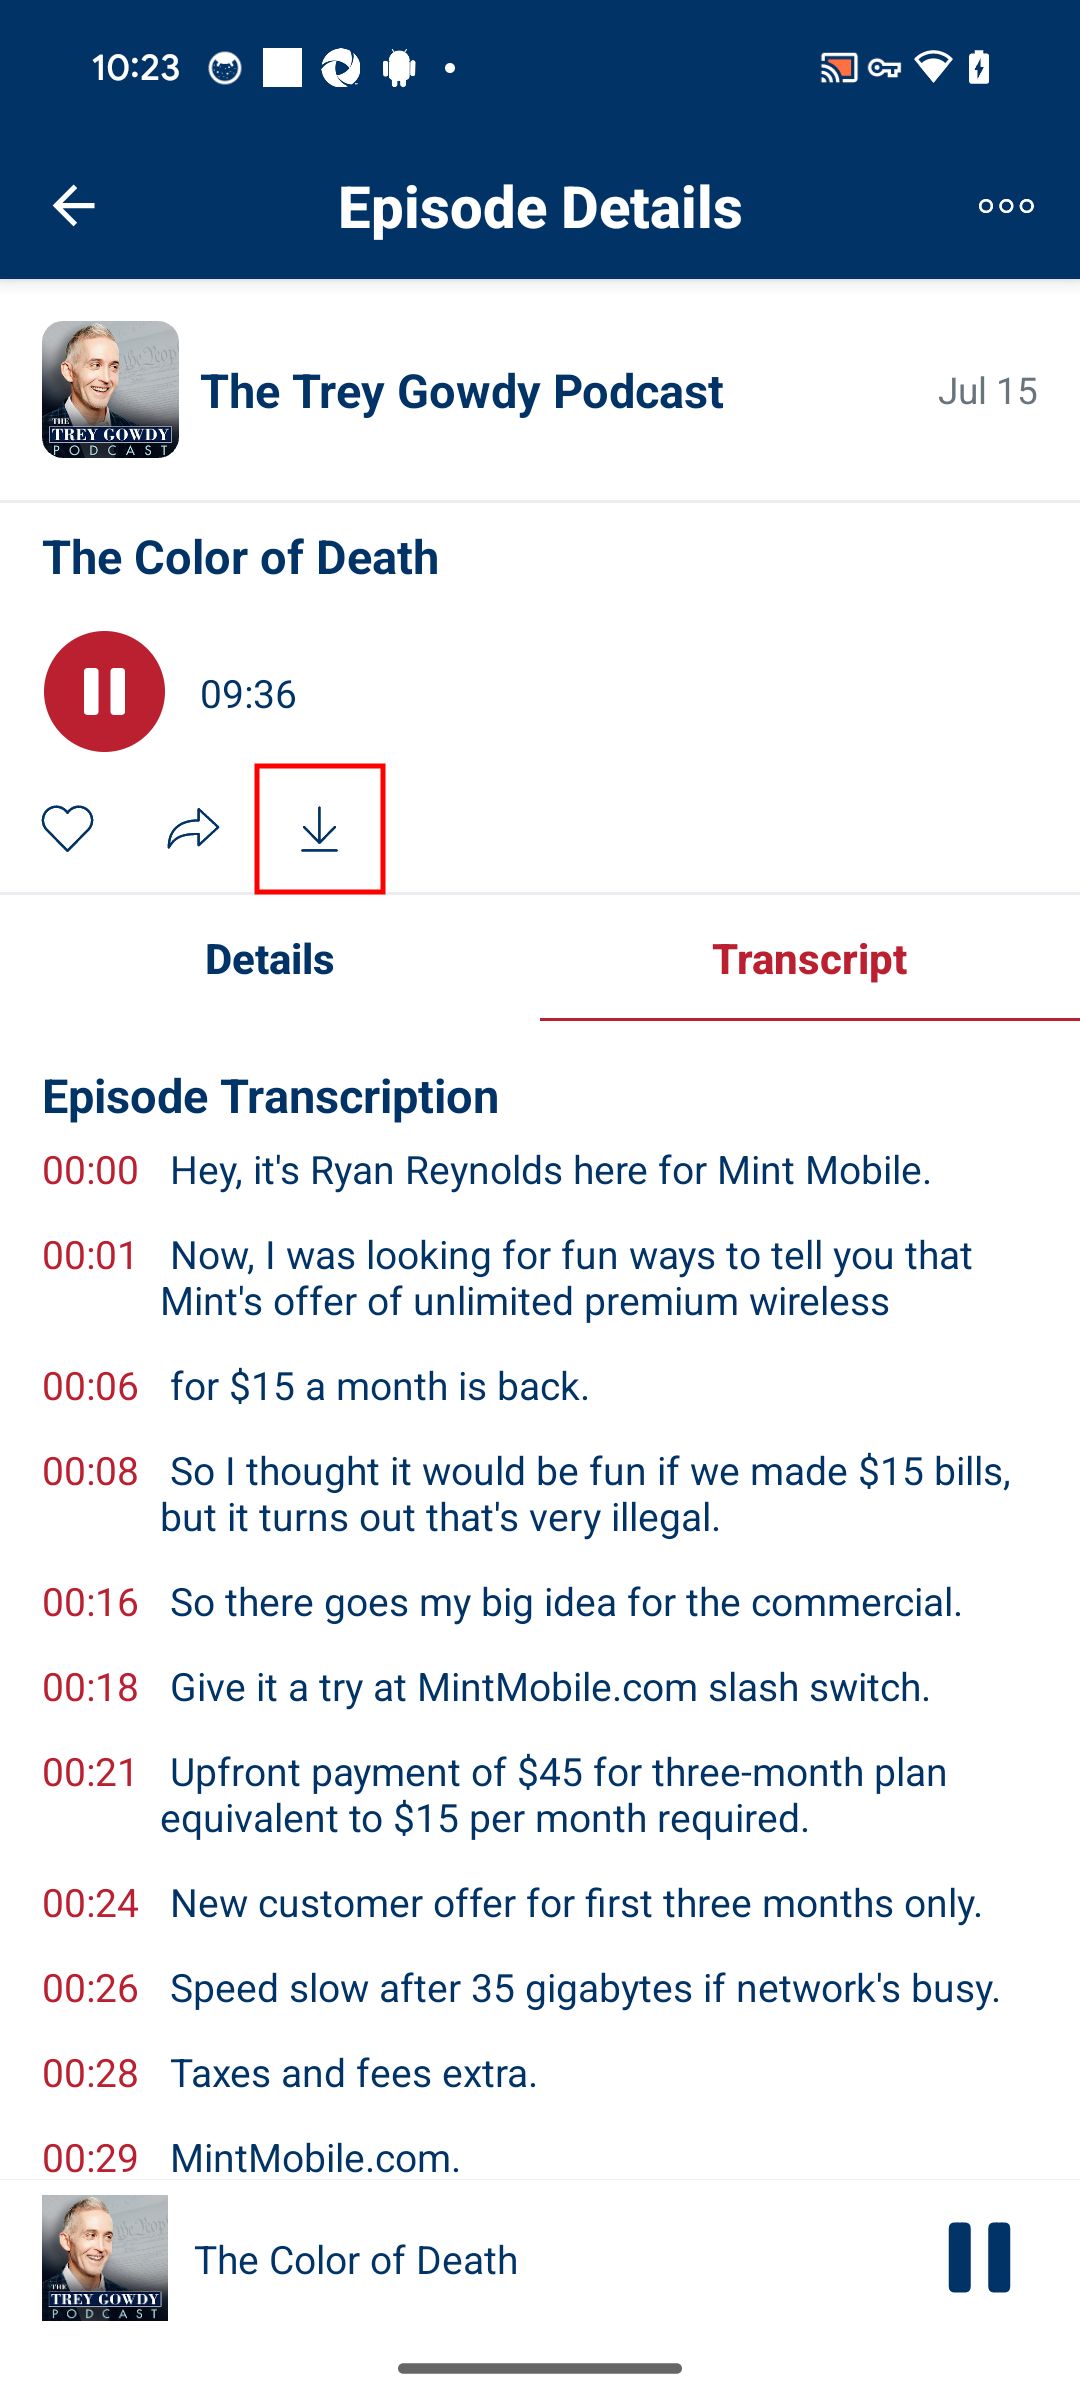 10:23
Episode Details
THE
TREY GOWDY
PODCAST
The Trey Gowdy Podcast
Jul 15
The Color of Death
09:36
Details
Transcript
Episode Transcription
00:00 Hey, it's Ryan Reynolds here for Mint Mobile.
00:01 Now, I was looking for fun ways to tell you that
Mint's offer of unlimited premium wireless
00:06 for $15 a month is back.
00:08 So I thought it would be fun if we made $15 bills,
but it turns out that's very illegal.
00:16 So there goes my big idea for the commercial.
00:18 Give it a try at MintMobile.com slash switch.
00:21 Upfront payment of $45 for three-month plan
equivalent to $15 per month required.
00:24 New customer offer for first three months only.
00:26 Speed slow after 35 gigabytes if network's busy.
00:28 Taxes and fees extra.
00:29 MintMobile.com.
THE
TREY GOWDY
PODCAST
The Color of Death